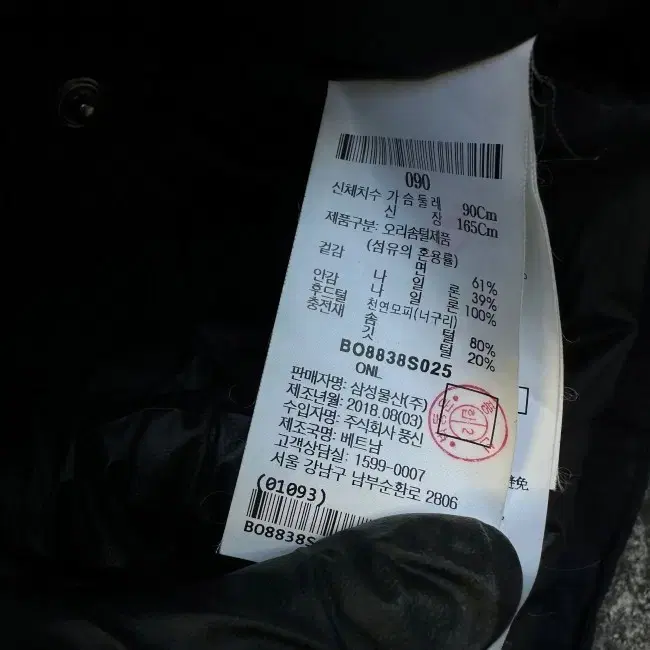 090
신체치수 가슴둘레 90Cm
신 장 165Cm
제품구분: 오리솜털제품
(섬유의 혼용률)
겉감 면 61%
나 일 론 39%
안감 나 일 론 100%
후드털 천연모피(너구리)
충전재 솜 털 80%
깃 털 20%
BO8838S025
ONL
판매자명: 삼성물산(주)
제조년월: 2018.08(03)
수입자명: 주식회사 풍신
제조국명: 베트남
고객상담실: 1599-0007
서울 강남구 남부순환로 2806
(01093)
BO8838S